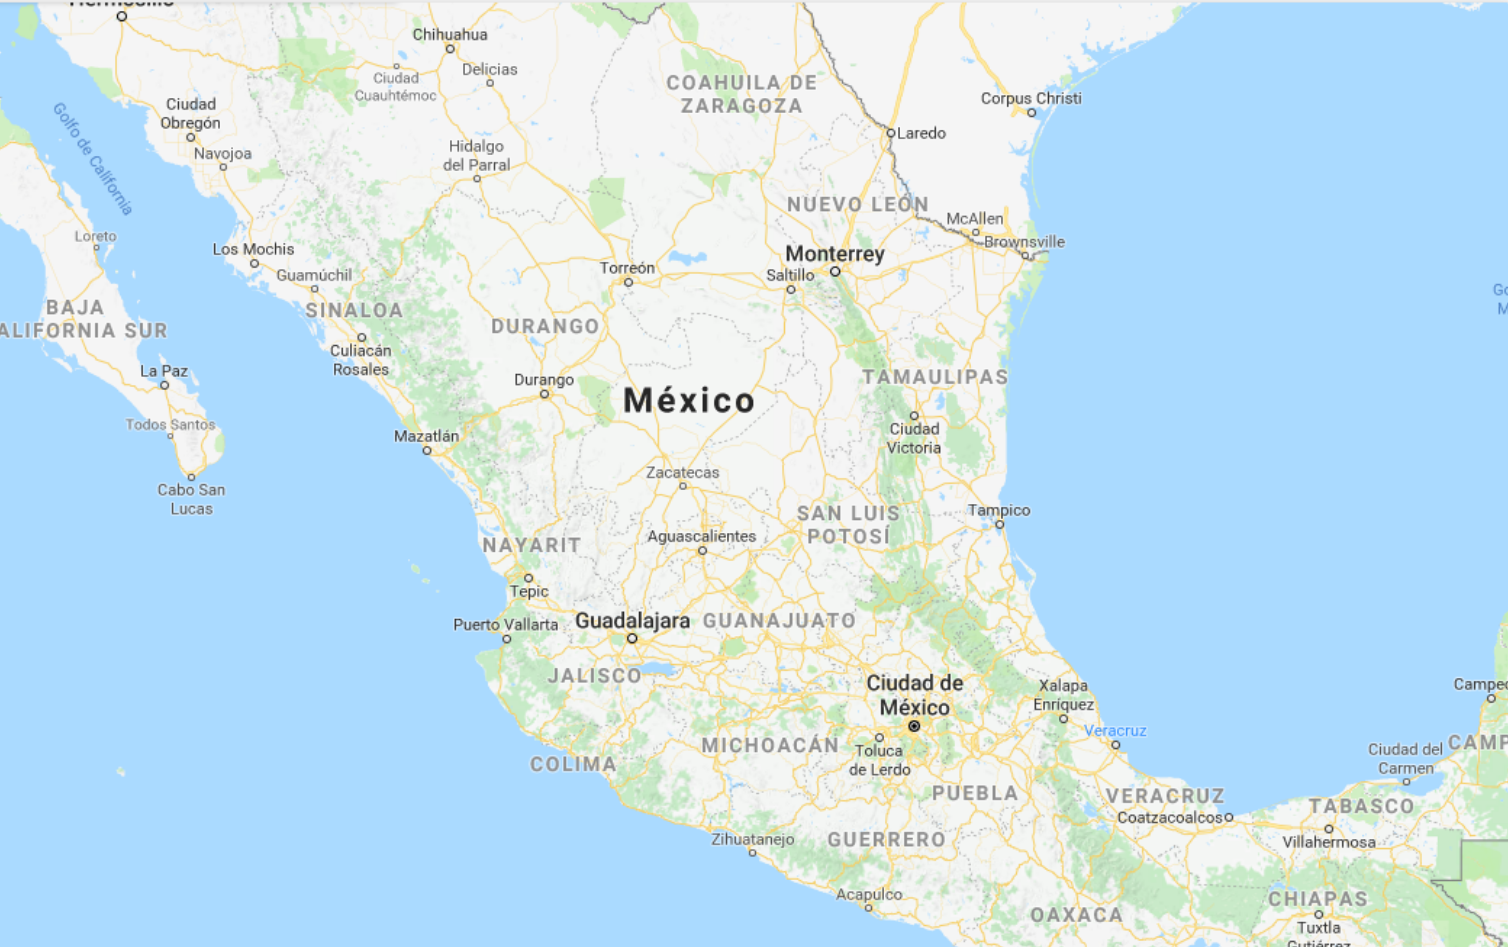 Hermosillo
Chihuahua
Delicias
Ciudad
Cuauhtémoc
COAHUILA DE
ZARAGOZA
Corpus Christi
Ciudad
Obregón
Golfo de California
Laredo
Navojoa
Hidalgo
del Parral
NUEVO LEÓN
McAllen
Loreto
Brownsville
Los Mochis
Monterrey
Guamúchil
Torreón
Saltillo
BAJA
ALIFORNIA SUR
SINALOA
DURANGO
Culiacán
Rosales
La Paz
Durango
TAMAULIPAS
México
Todos Santos
Mazatlán
Ciudad
Victoria
Zacatecas
Cabo San
Lucas
SAN LUIS
POTOSÍ
Tampico
Aguascalientes
NAYARIT
Tepic
Puerto Vallarta
Guadalajara
GUANAJUATO
JALISCO
Ciudad de
México
Xalapa
Enríquez
Campe
Veracruz
MICHOACÁN
Toluca
de Lerdo
Ciudad del
Carmen
CAMP
COLIMA
PUEBLA
VERACRUZ
Coatzacoalcos
TABASCO
Zihuatanejo
GUERRERO
Villahermosa
Acapulco
OAXACA
CHIAPAS
Tuxtla
Gutiérrez